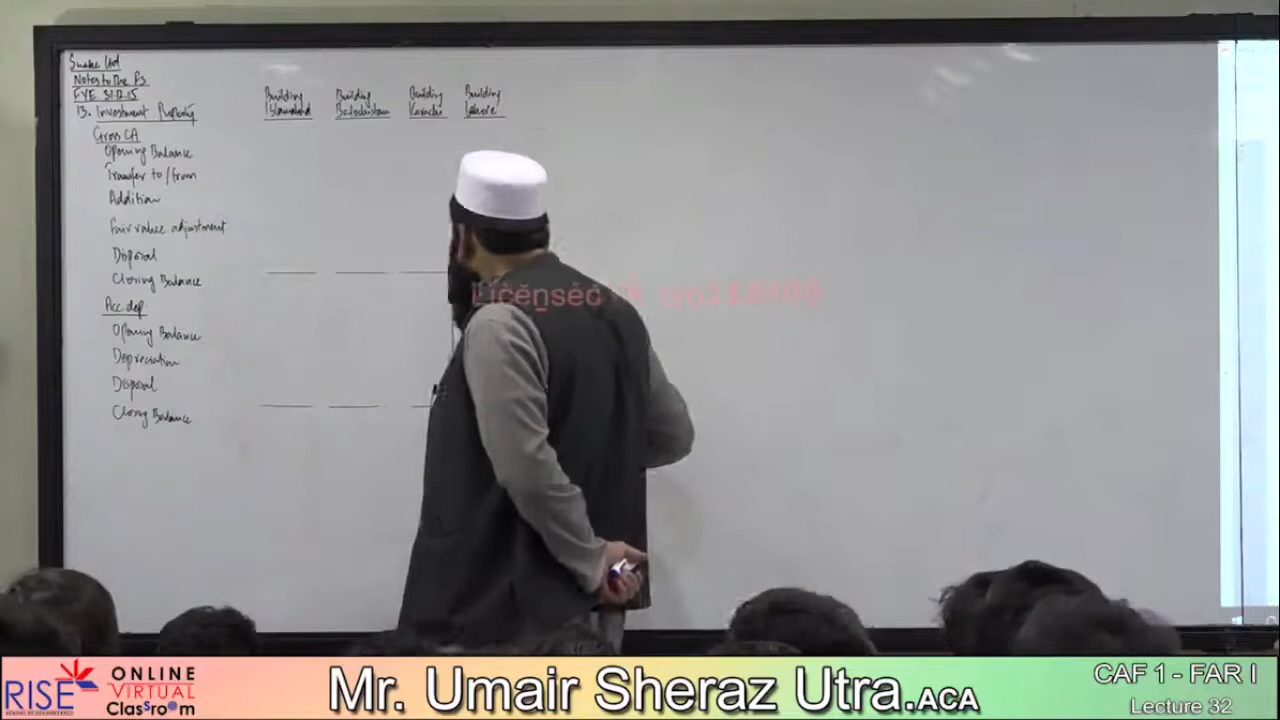 Ltd
Notes to the FS
FYE 31.12.15
13. Investment Property
Building Islamabad
Building Balochistan
Building Karachi
Building Lahore
Gross CA
Opening Balance
Transfer to/from
Addition
Fair value adjustment
Disposal
Closing Balance
Acc dep
Opening Balance
Depreciation
Disposal
Closing Balance
Licensed
RISE
ONLINE
VIRTUAL
Classroom
Mr. Umair Sheraz Utra.ACA
CAF 1 - FAR I
Lecture 32